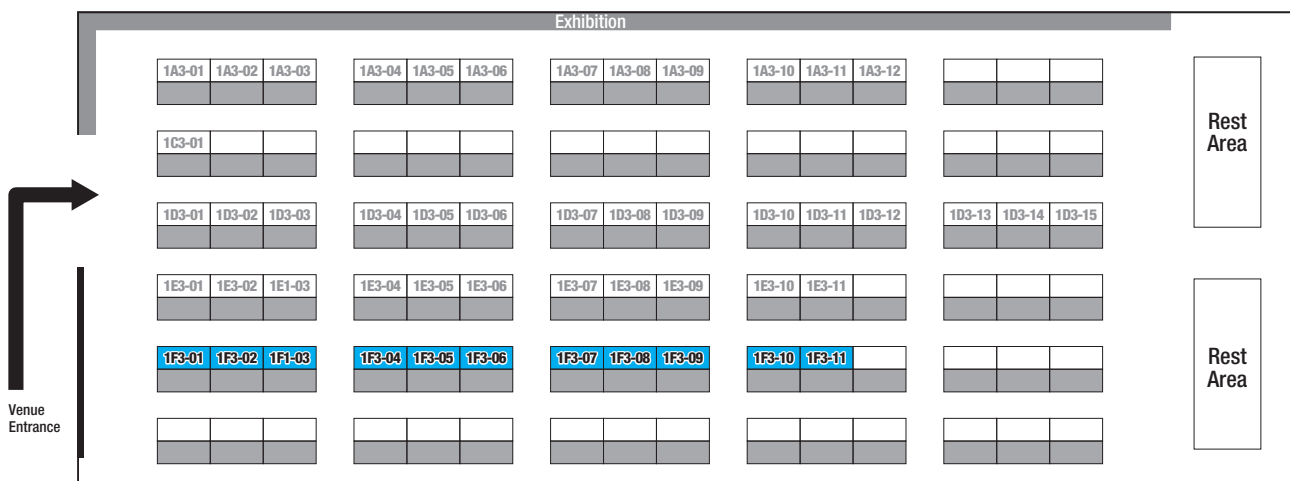 Exhibition
1A3-01 1A3-02 1A3-03 1A3-04 1A3-05 1A3-06 1A3-07 1A3-08 1A3-09 1A3-10 1A3-11 1A3-12
Rest
Area
1C3-01
1D3-01 1D3-02 1D3-03 1D3-04 1D3-05 1D3-06 1D3-07 1D3-08 1D3-09 1D3-10 1D3-11 1D3-12 1D3-13 1D3-14 1D3-15
1E3-01 1E3-02 1E1-03 1E3-04 1E3-05 1E3-06 1E3-07 1E3-08 1E3-09 1E3-10 1E3-11
1F3-01 1F3-02 1F1-03 1F3-04 1F3-05 1F3-06 1F3-07 1F3-08 1F3-09 1F3-10 1F3-11
Rest
Area
Venue
Entrance